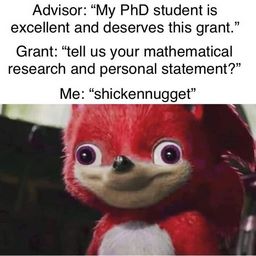 Advisor: “My PhD student is
excellent and deserves this grant.”
Grant: “tell us your mathematical
research and personal statement?”
Me: “shickennugget”